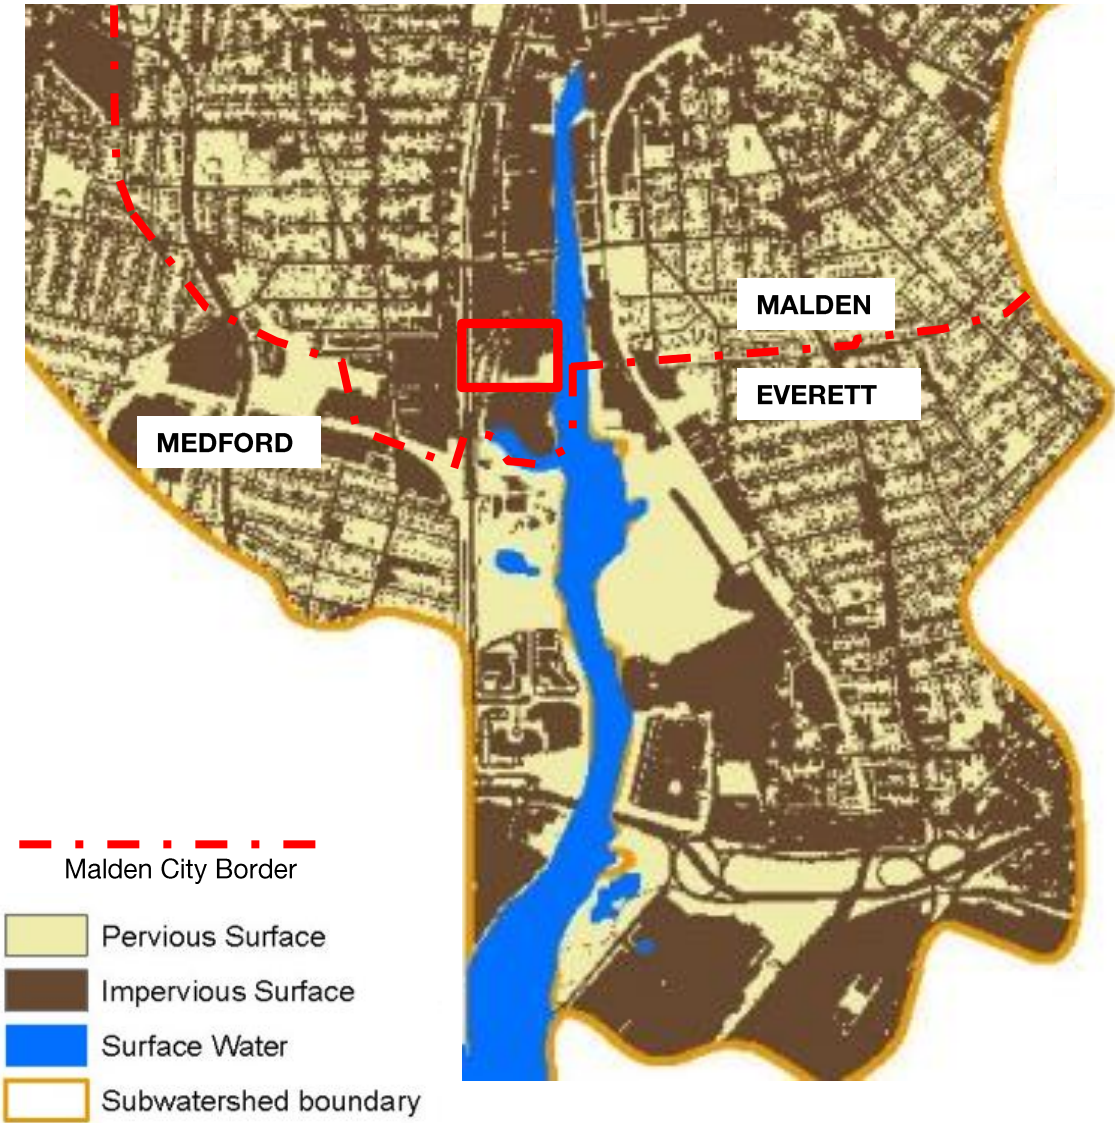 MALDEN
EVERETT
MEDFORD
Malden City Border
Pervious Surface
Impervious Surface
Surface Water
Subwatershed boundary